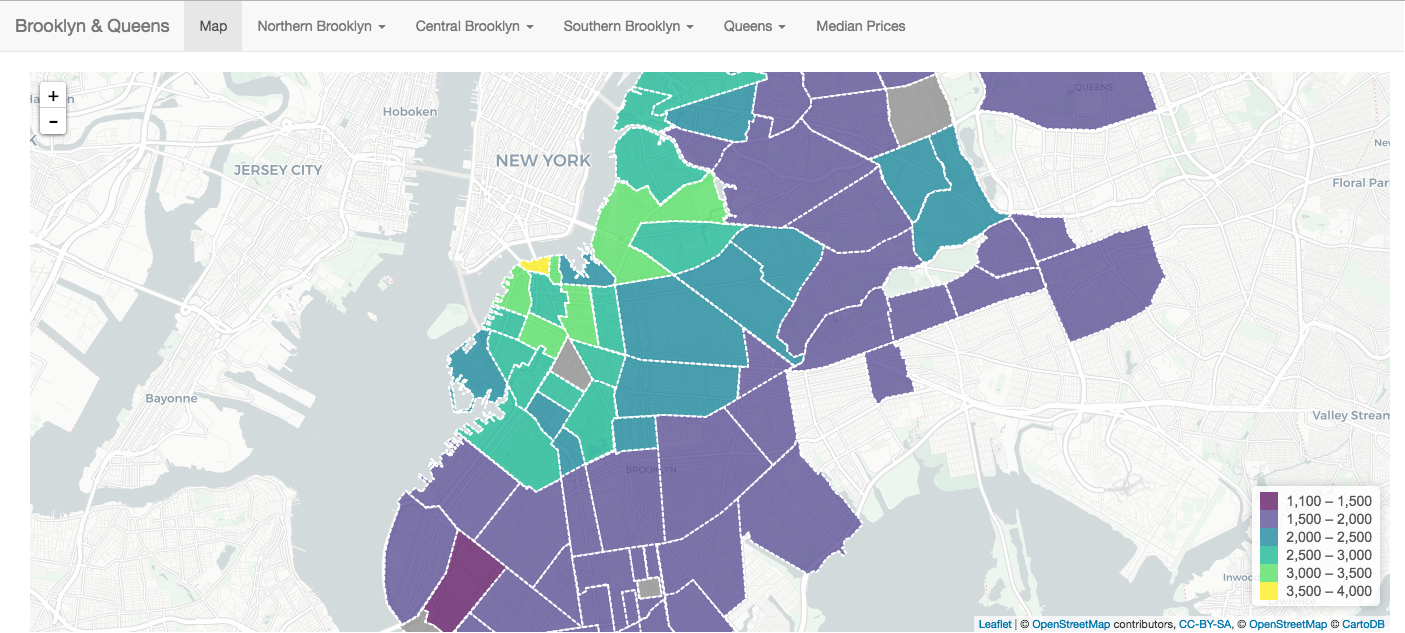 Brooklyn & Queens Map Northern Brooklyn Central Brooklyn Southern Brooklyn Queens Median Prices
+
-
Hoboken
QUEENS
NEW YORK
JERSEY CITY
Floral Par
Bayonne
Valley Stream
BROOKLYN
1,100 – 1,500
1,500 – 2,000
2,000 – 2,500
2,500 – 3,000
3,000 – 3,500
3,500 – 4,000
Inwoo
Leaflet | © OpenStreetMap contributors, CC-BY-SA, © OpenStreetMap © CartoDB